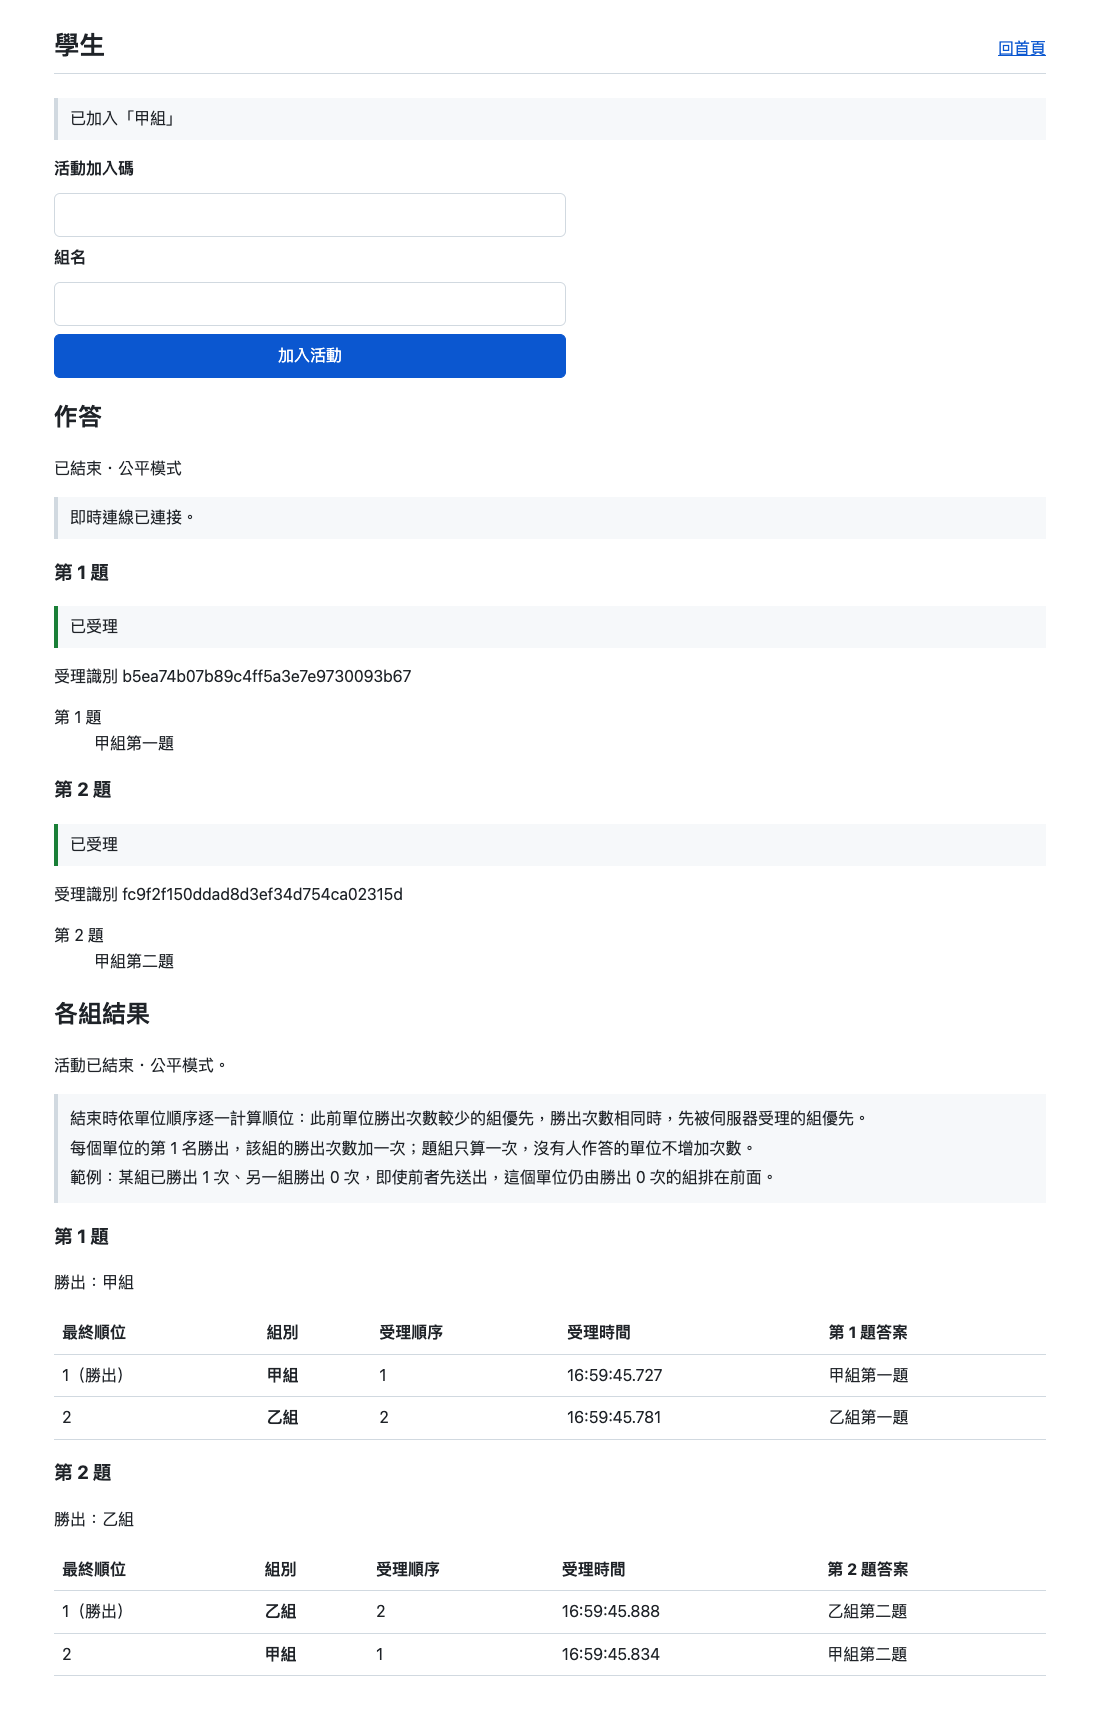 學生
回首頁
已加入「甲組」
活動加入碼
組名
加入活動
作答
已結束・公平模式
即時連線已連接。
第 1 題
已受理
受理識別 b5ea74b07b89c4ff5a3e7e9730093b67
第 1 題
甲組第一題
第 2 題
已受理
受理識別 fc9f2f150ddad8d3ef34d754ca02315d
第 2 題
甲組第二題
各組結果
活動已結束・公平模式。
結束時依單位順序逐一計算順位：此前單位勝出次數較少的組優先，勝出次數相同時，先被伺服器受理的組優先。
每個單位的第 1 名勝出，該組的勝出次數加一次；題組只算一次，沒有人作答的單位不增加次數。
範例：某組已勝出 1 次、另一組勝出 0 次，即使前者先送出，這個單位仍由勝出 0 次的組排在前面。
第 1 題
勝出：甲組
最終順位 組別 受理順序 受理時間 第 1 題答案
1（勝出） 甲組 1 16:59:45.727 甲組第一題
2 乙組 2 16:59:45.781 乙組第一題
第 2 題
勝出：乙組
最終順位 組別 受理順序 受理時間 第 2 題答案
1（勝出） 乙組 2 16:59:45.888 乙組第二題
2 甲組 1 16:59:45.834 甲組第二題